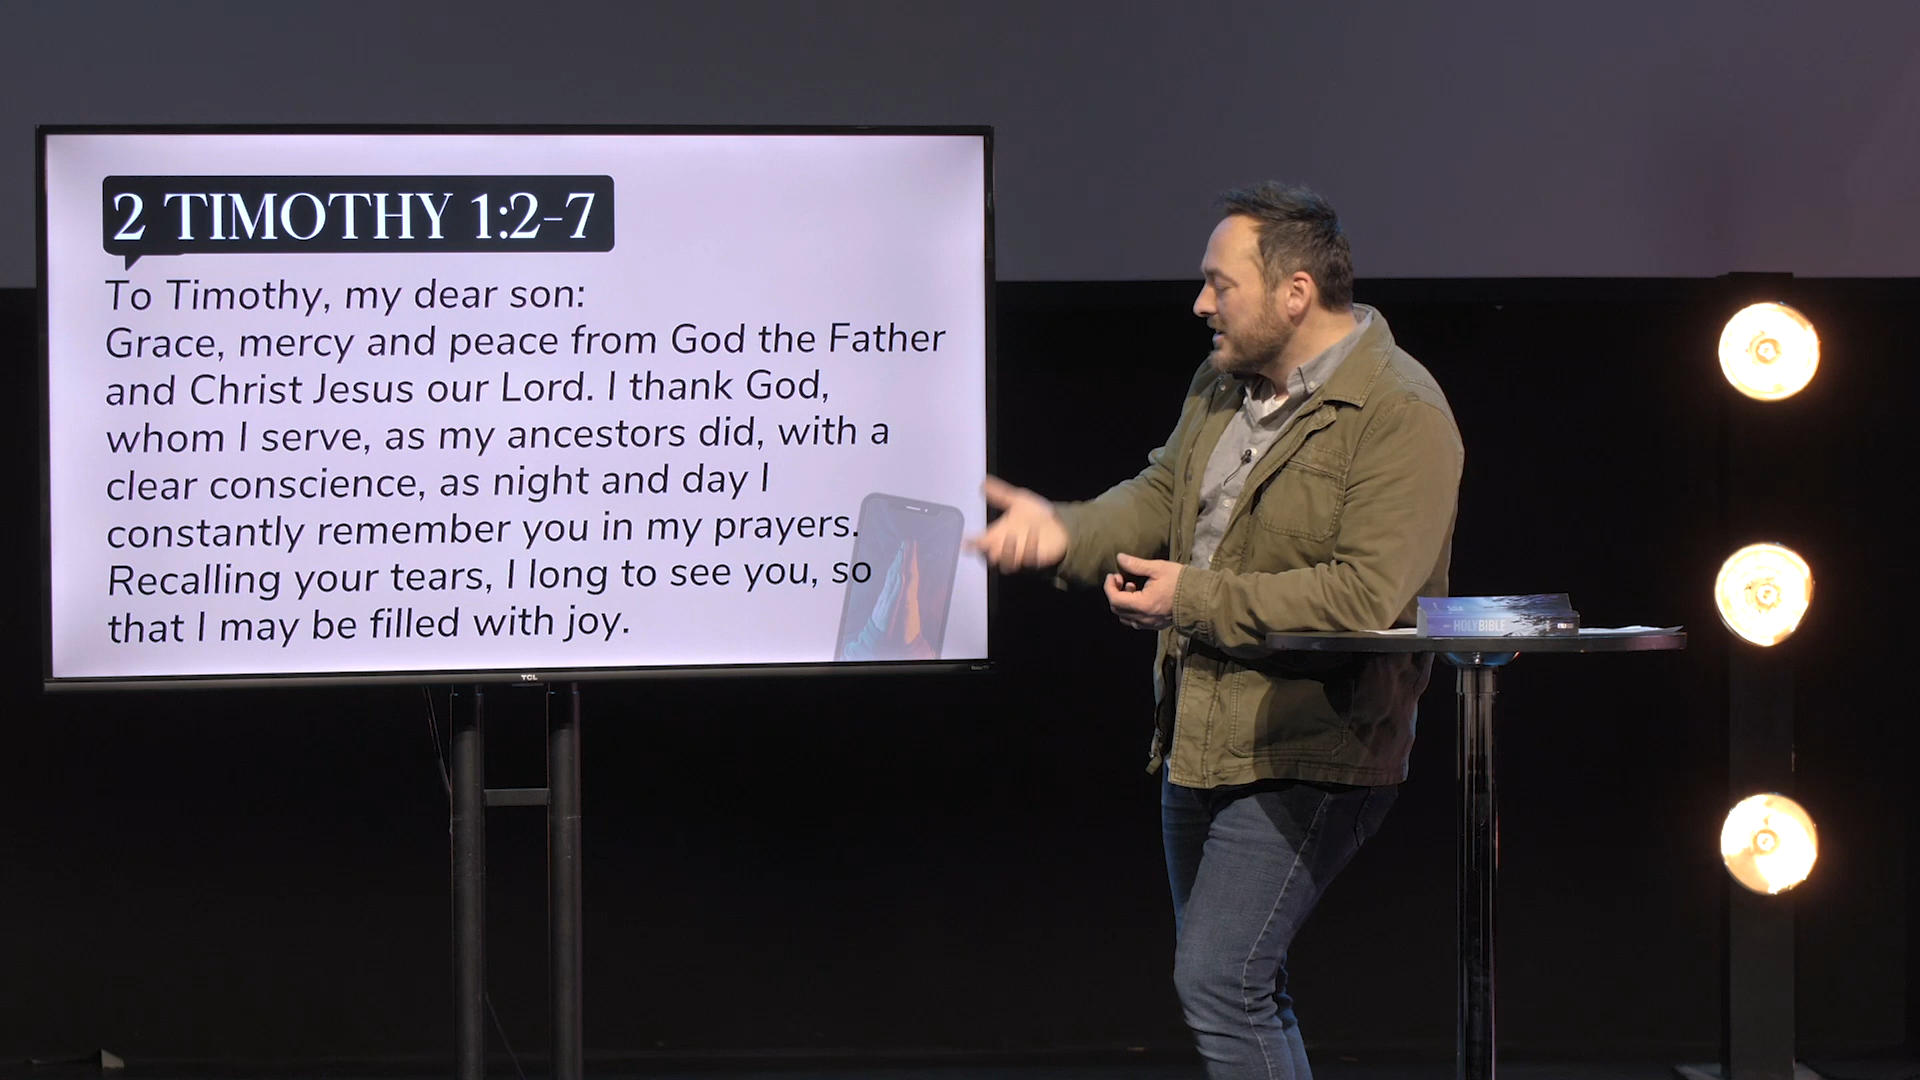 2 TIMOTHY 1:2-7
To Timothy, my dear son:
Grace, mercy and peace from God the Father
and Christ Jesus our Lord. I thank God,
whom I serve, as my ancestors did, with a
clear conscience, as night and day I
constantly remember you in my prayers.
Recalling your tears, I long to see you, so
that I may be filled with joy.
TCL
HOLY BIBLE